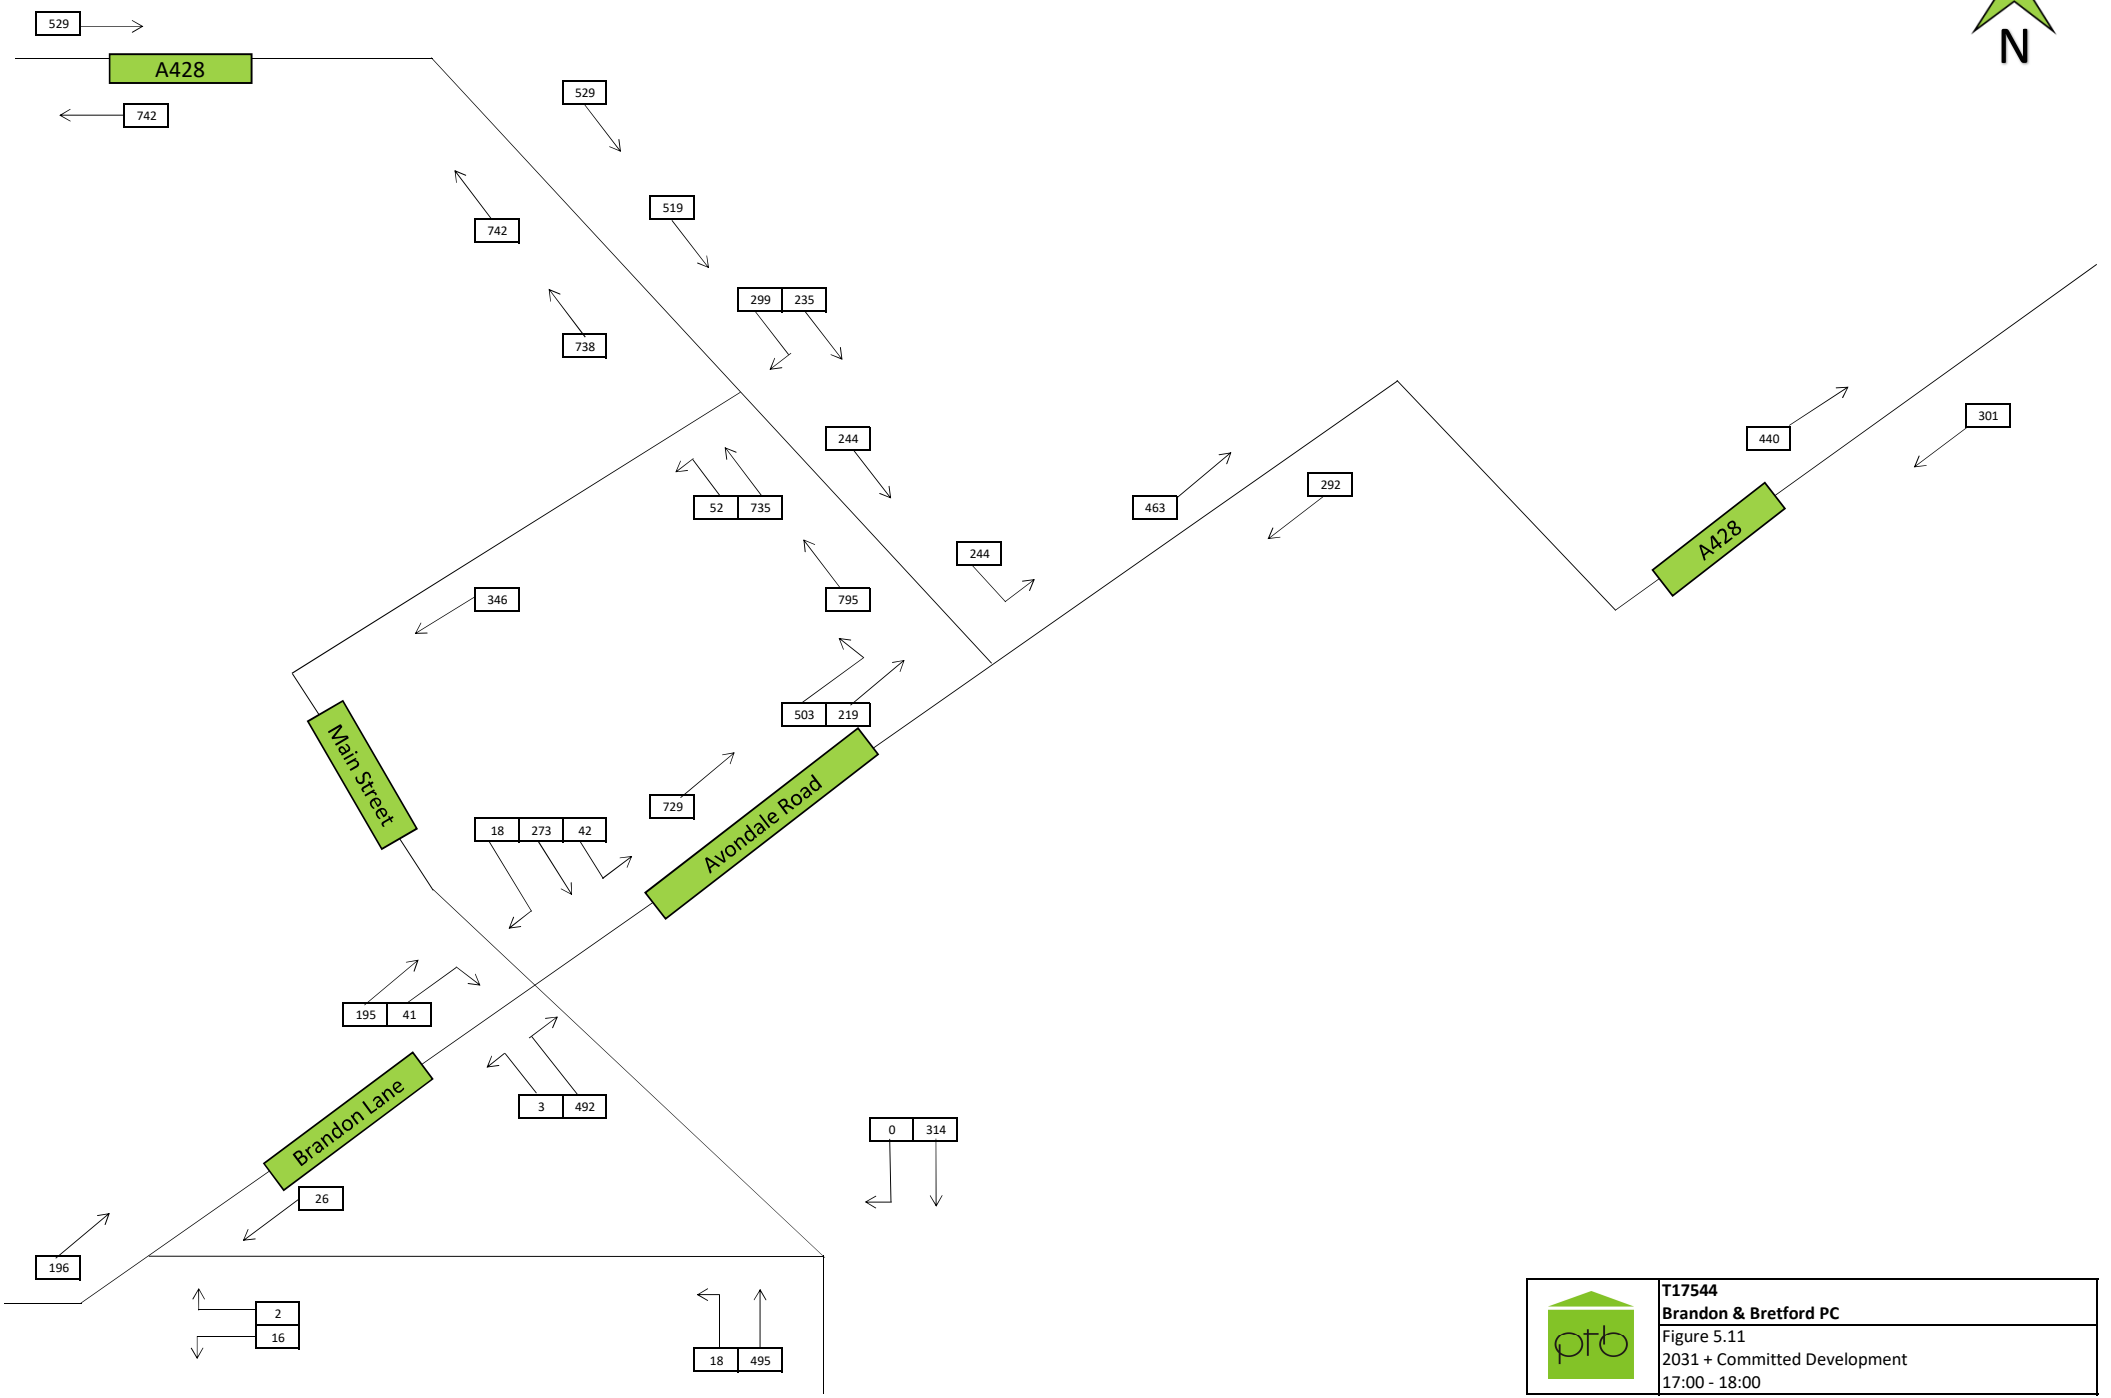 529
A428
N
529
742
519
742
299 235
738
301
244
440
292
463
52 735
A428
244
346
795
503 219
Main Street
729
18 273 42
Avondale Road
195 41
3 492
Brandon Lane
0 314
26
196
2
16
18 495
ptb
T17544
Brandon & Bretford PC
Figure 5.11
2031 + Committed Development
17:00 - 18:00